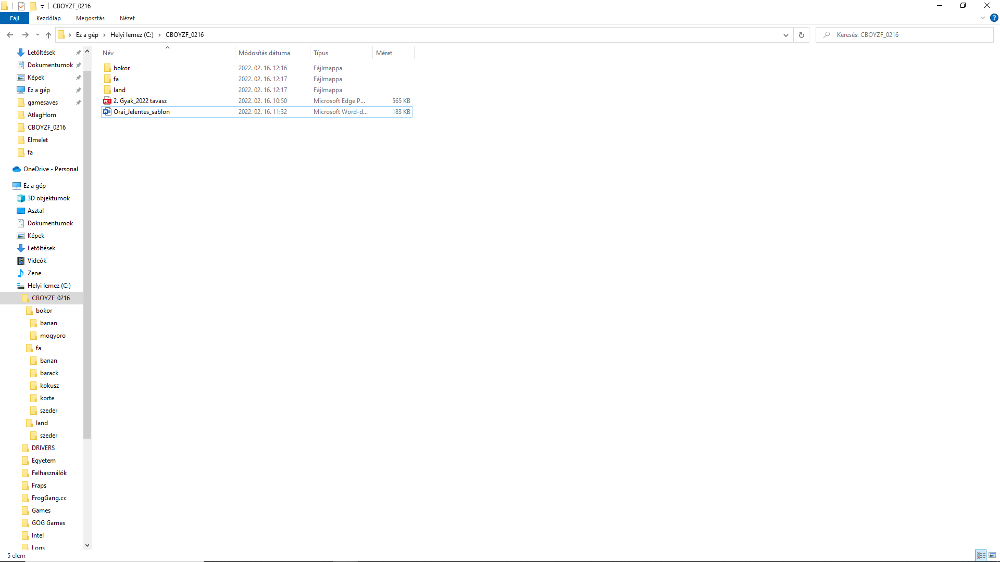 CBOYZF_0216
Fájl Kezdőlap Megosztás Nézet
Ez a gép Helyi lemez (C:) CBOYZF_0216
Keresés: CBOYZF_0216
Letöltések
Dokumentumok
Képek
Ez a gép
gamesaves
AtlagHom
CBOYZF_0216
Elmelet
fa
OneDrive - Personal
Ez a gép
3D objektumok
Asztal
Dokumentumok
Képek
Letöltések
Videók
Zene
Helyi lemez (C:)
CBOYZF_0216
bokor
banan
mogyoro
fa
banan
barack
kokusz
korte
szeder
land
szeder
DRIVERS
Egyetem
Felhasználók
Fraps
FrogGang.cc
Games
GOG Games
Intel
Logs
Név Módosítás dátuma Típus Méret
bokor 2022. 02. 16. 12:16 Fájlmappa
fa 2022. 02. 16. 12:17 Fájlmappa
land 2022. 02. 16. 12:17 Fájlmappa
PDF 2. Gyak_2022 tavasz 2022. 02. 16. 10:50 Microsoft Edge P... 565 KB
Orai_Jelentes_sablon 2022. 02. 16. 11:32 Microsoft Word-d... 183 KB
5 elem